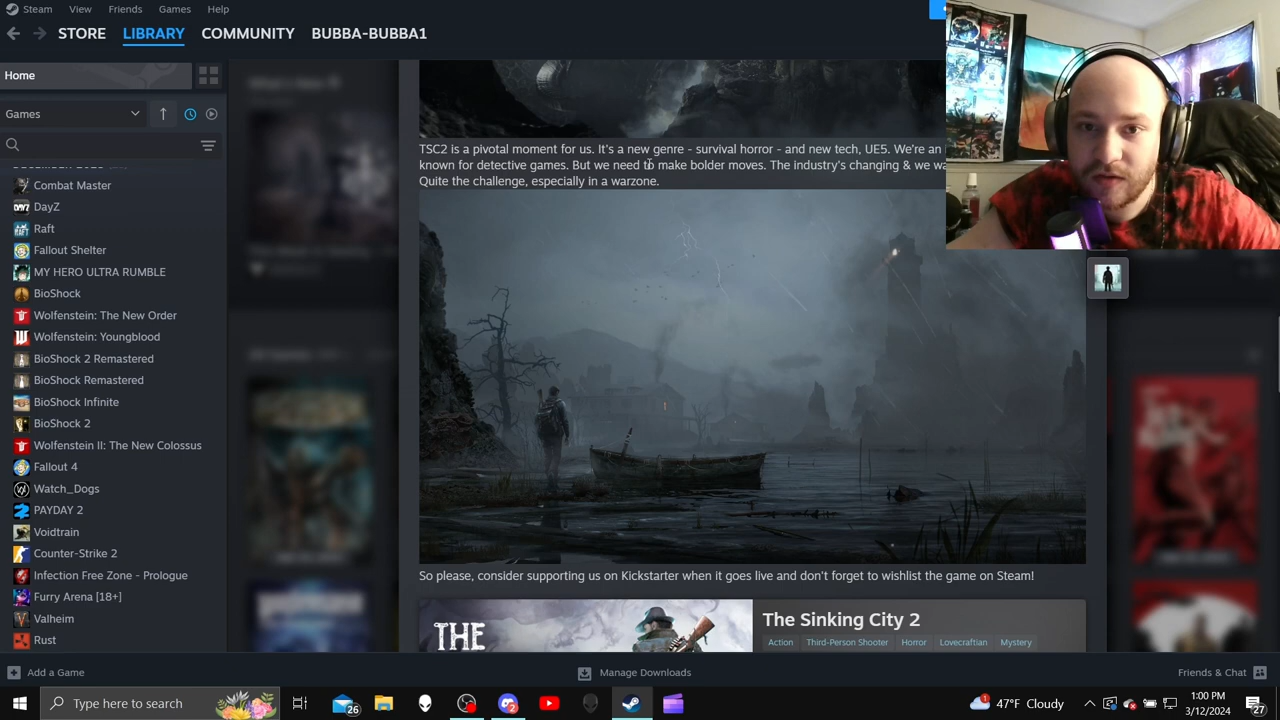 Steam View Friends Games Help
STORE LIBRARY COMMUNITY BUBBA-BUBBA1
Home
Games
Combat Master
DayZ
Raft
Fallout Shelter
MY HERO ULTRA RUMBLE
BioShock
Wolfenstein: The New Order
Wolfenstein: Youngblood
BioShock 2 Remastered
BioShock Remastered
BioShock Infinite
BioShock 2
Wolfenstein II: The New Colossus
Fallout 4
Watch_Dogs
PAYDAY 2
Voidtrain
Counter-Strike 2
Infection Free Zone - Prologue
Furry Arena [18+]
Valheim
Rust
TSC2 is a pivotal moment for us. It's a new genre - survival horror - and new tech, UE5. We're an
known for detective games. But we need to make bolder moves. The industry's changing & we wa
Quite the challenge, especially in a warzone.
So please, consider supporting us on Kickstarter when it goes live and don't forget to wishlist the game on Steam!
THE
The Sinking City 2
Action Third-Person Shooter Horror Lovecraftian Mystery
Add a Game Manage Downloads Friends & Chat
Type here to search 26 2 1 47°F Cloudy 1:00 PM
3/12/2024 27